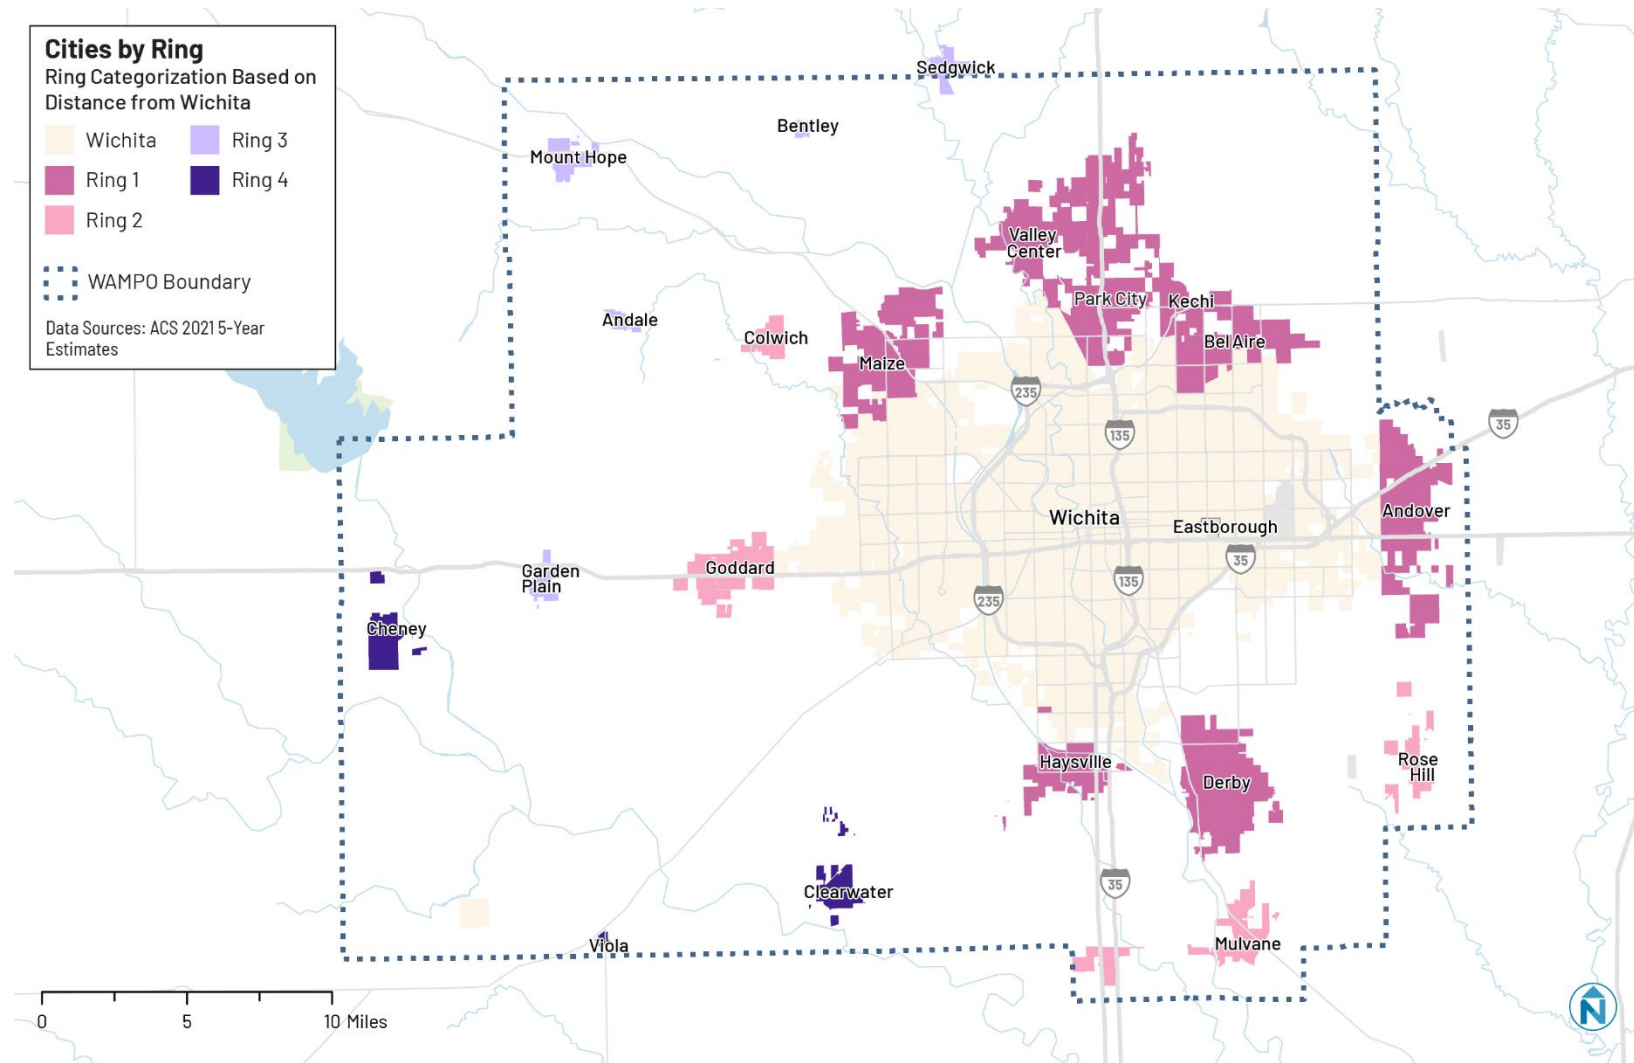 Cities by Ring
Ring Categorization Based on
Distance from Wichita
Wichita
Ring 3
Ring 1
Ring 4
Ring 2
WAMPO Boundary
Data Sources: ACS 2021 5-Year
Estimates
Sedgwick
Bentley
Mount Hope
Valley
Center
Park City
Kechi
Andale
Colwich
Bel Aire
Maize
235
135
35
Andover
Wichita
Eastborough
35
Garden
Plain
Goddard
135
235
Cheney
Haysville
Rose
Hill
Derby
35
Clearwater
Viola
Mulvane
0
5
10 Miles
N